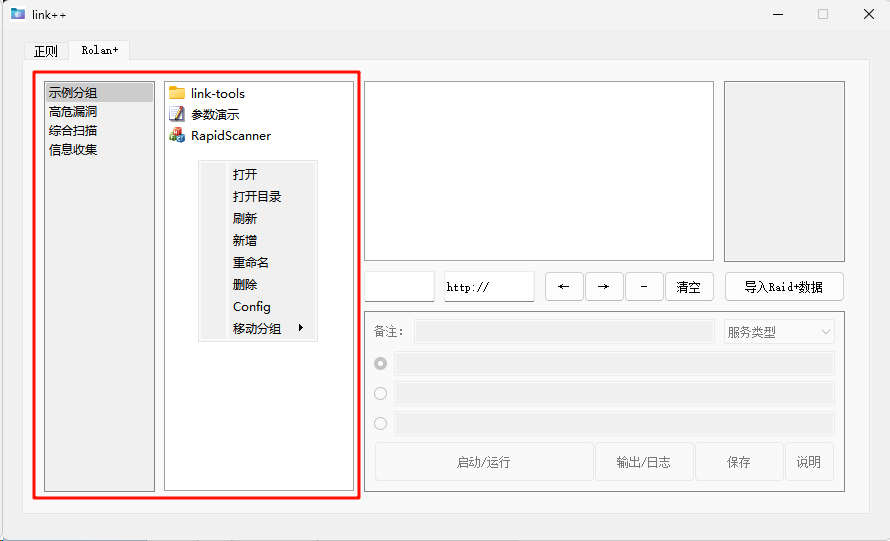 link++
正则 Rolan+
示例分组
高危漏洞
综合扫描
信息收集
link-tools
参数演示
RapidScanner
打开
打开目录
刷新
新增
重命名
删除
Config
移动分组
http:// ← → - 清空 导入Raid+数据
备注： 服务类型
启动/运行 输出/日志 保存 说明